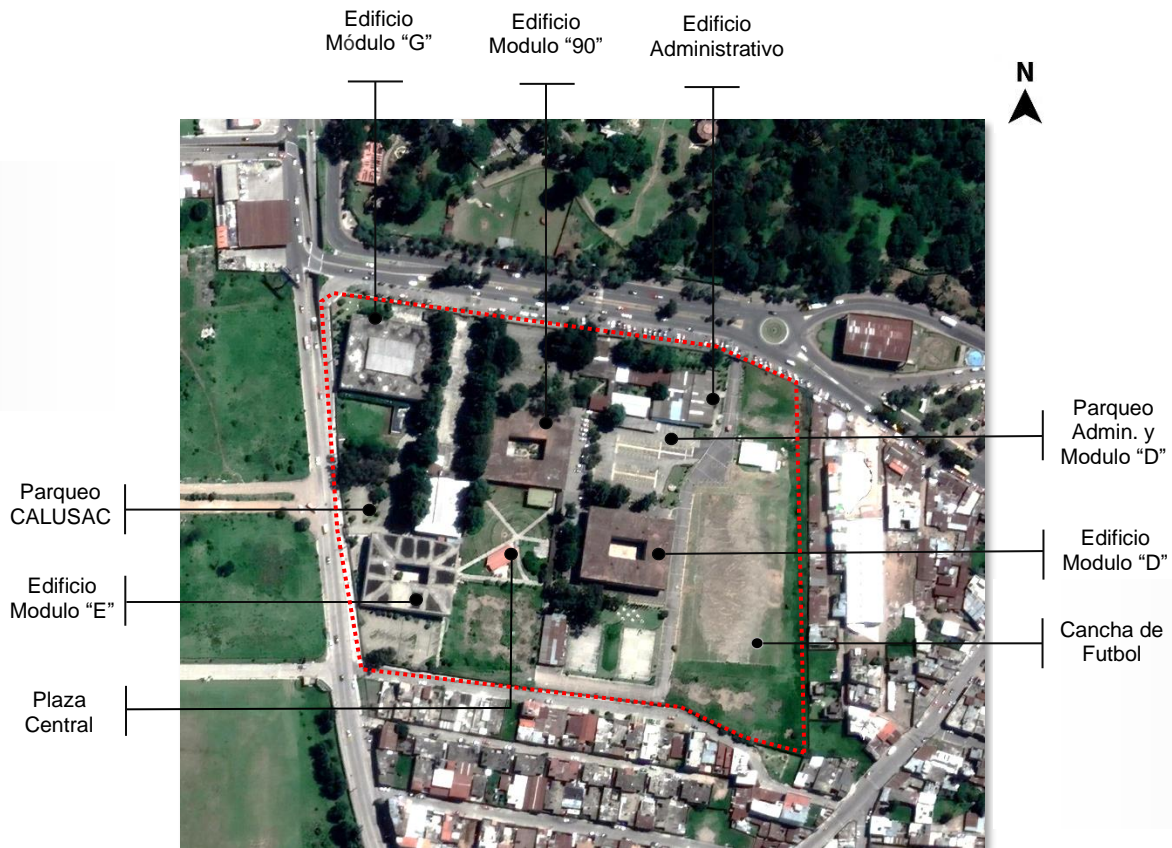 Edificio
Módulo “G”
Edificio
Modulo “90”
Edificio
Administrativo
N
Parqueo
Admin. y
Modulo “D”
Parqueo
CALUSAC
Edificio
Modulo “D”
Edificio
Modulo “E”
Cancha de
Futbol
Plaza
Central